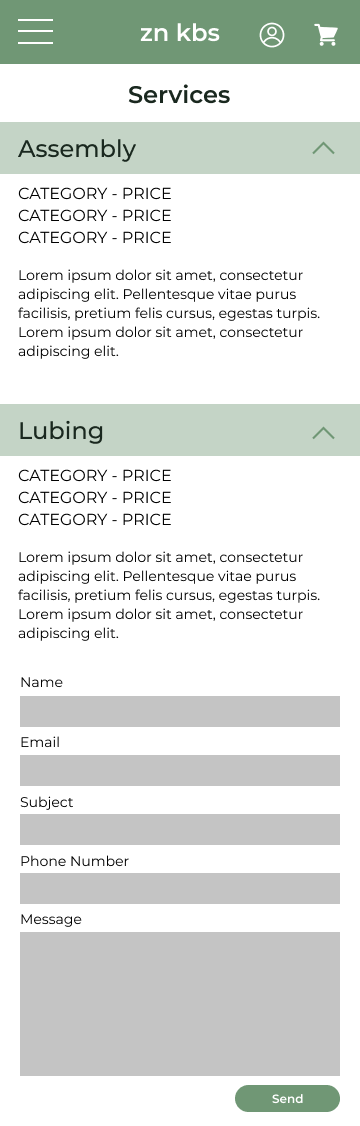 zn kbs
Services
Assembly
CATEGORY - PRICE
CATEGORY - PRICE
CATEGORY - PRICE
Lorem ipsum dolor sit amet, consectetur
adipiscing elit. Pellentesque vitae purus
facilisis, pretium felis cursus, egestas turpis.
Lorem ipsum dolor sit amet, consectetur
adipiscing elit.
Lubing
CATEGORY - PRICE
CATEGORY - PRICE
CATEGORY - PRICE
Lorem ipsum dolor sit amet, consectetur
adipiscing elit. Pellentesque vitae purus
facilisis, pretium felis cursus, egestas turpis.
Lorem ipsum dolor sit amet, consectetur
adipiscing elit.
Name
Email
Subject
Phone Number
Message
Send